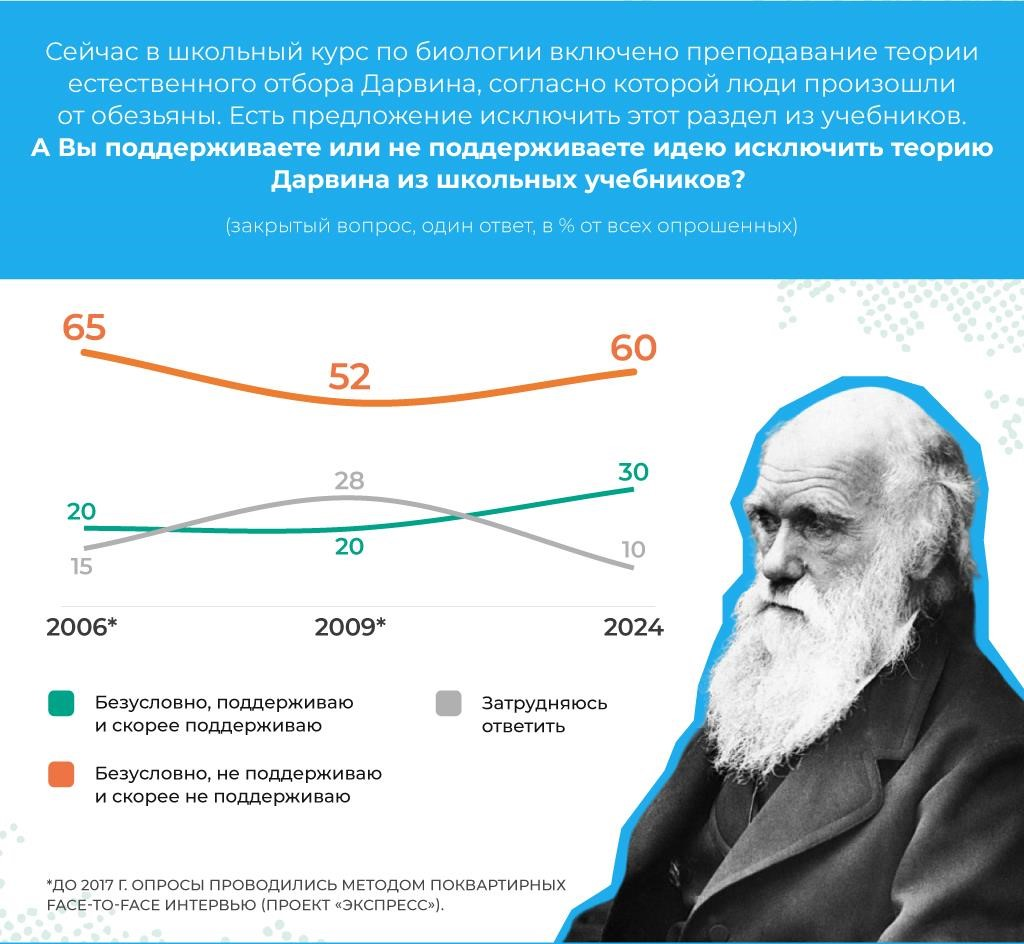 Сейчас в школьный курс по биологии включено преподавание теории
естественного отбора Дарвина, согласно которой люди произошли
от обезьяны. Есть предложение исключить этот раздел из учебников.
А Вы поддерживаете или не поддерживаете идею исключить теорию
Дарвина из школьных учебников?
(закрытый вопрос, один ответ, в % от всех опрошенных)
65
52
60
20
28
30
15
20
10
2006*
2009*
2024
Безусловно, поддерживаю
и скорее поддерживаю
Затрудняюсь
ответить
Безусловно, не поддерживаю
и скорее не поддерживаю
*ДО 2017 Г. ОПРОСЫ ПРОВОДИЛИСЬ МЕТОДОМ ПОКВАРТИРНЫХ
FACE-TO-FACE ИНТЕРВЬЮ (ПРОЕКТ «ЭКСПРЕСС»).